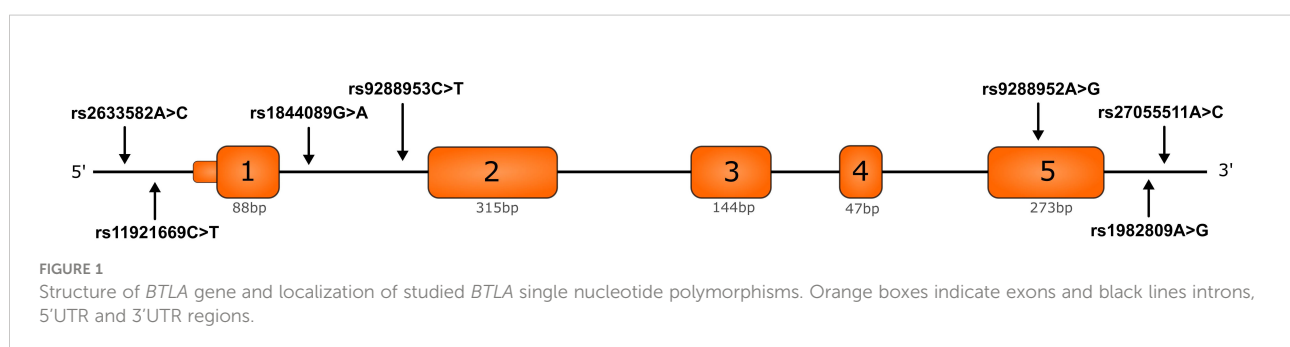 rs9288953C>T
rs9288952A>G
rs2633582A>C
rs1844089G>A
rs27055511A>C
5'
1
2
3
4
5
3'
88bp
315bp
144bp
47bp
273bp
rs11921669C>T
rs1982809A>G
FIGURE 1
Structure of BTLA gene and localization of studied BTLA single nucleotide polymorphisms. Orange boxes indicate exons and black lines introns,
5’UTR and 3’UTR regions.